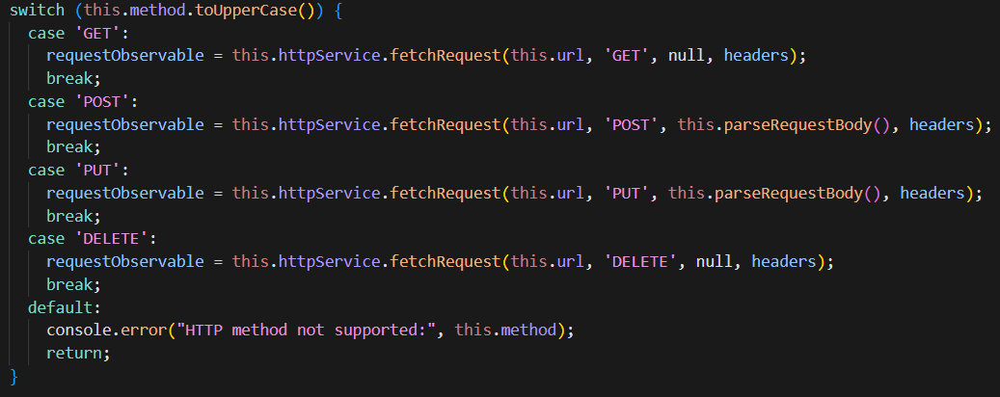 switch (this.method.toUpperCase()) {
  case 'GET':
    requestObservable = this.httpService.fetchRequest(this.url, 'GET', null, headers);
    break;
  case 'POST':
    requestObservable = this.httpService.fetchRequest(this.url, 'POST', this.parseRequestBody(), headers);
    break;
  case 'PUT':
    requestObservable = this.httpService.fetchRequest(this.url, 'PUT', this.parseRequestBody(), headers);
    break;
  case 'DELETE':
    requestObservable = this.httpService.fetchRequest(this.url, 'DELETE', null, headers);
    break;
  default:
    console.error("HTTP method not supported:", this.method);
    return;
}